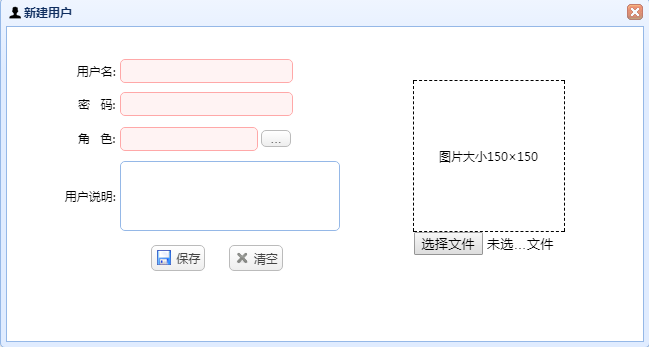 新建用户
用户名:
密 码:
角 色:
...
用户说明:
保存
清空
图片大小150×150
选择文件 未选...文件